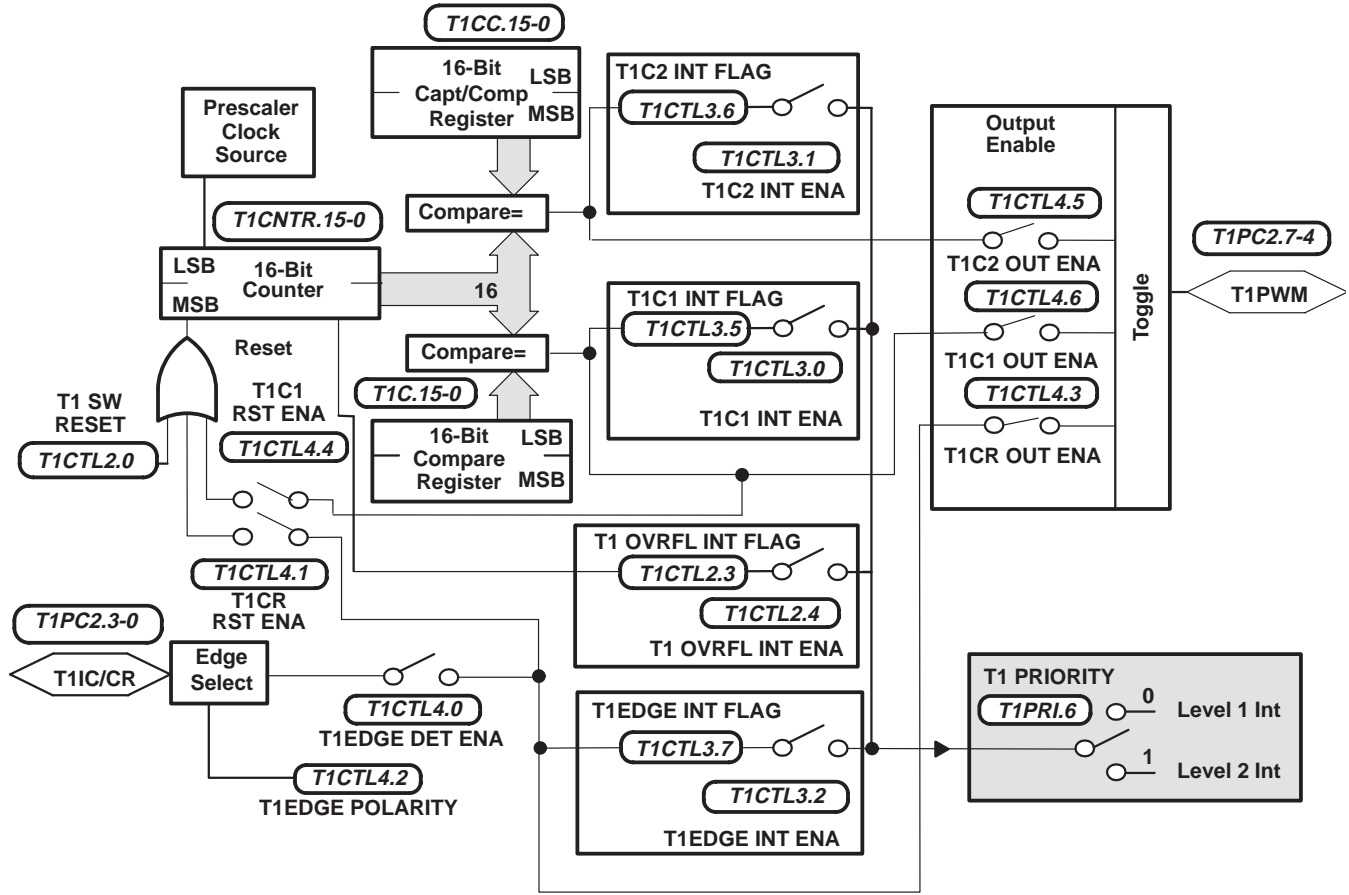 T1CC.15-0
16-Bit
Capt/Comp
Register
LSB
MSB
Prescaler
Clock
Source
T1CNTR.15-0
LSB
MSB
16-Bit
Counter
16
Compare=
Compare=
Reset
T1 SW
RESET
T1CTL2.0
T1C1
RST ENA
T1CTL4.4
T1C.15-0
16-Bit
Compare
Register
LSB
MSB
T1CTL4.1
T1CR
RST ENA
T1PC2.3-0
T1IC/CR
Edge
Select
T1CTL4.0
T1EDGE DET ENA
T1CTL4.2
T1EDGE POLARITY
T1C2 INT FLAG
T1CTL3.6
T1CTL3.1
T1C2 INT ENA
T1C1 INT FLAG
T1CTL3.5
T1CTL3.0
T1C1 INT ENA
T1 OVRFL INT FLAG
T1CTL2.3
T1CTL2.4
T1 OVRFL INT ENA
T1EDGE INT FLAG
T1CTL3.7
T1CTL3.2
T1EDGE INT ENA
Output
Enable
T1CTL4.5
T1C2 OUT ENA
T1CTL4.6
T1C1 OUT ENA
T1CTL4.3
T1CR OUT ENA
Toggle
T1PC2.7-4
T1PWM
T1 PRIORITY
T1PRI.6
0
Level 1 Int
1
Level 2 Int